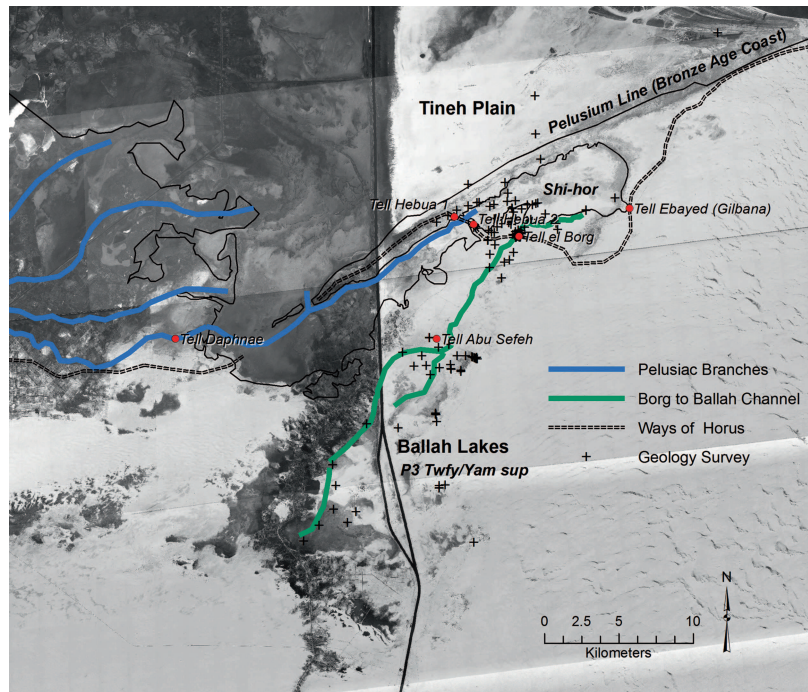 Tineh Plain
Pelusium Line (Bronze Age Coast)
Shi-hor
Tell Hebua 1
Tell Hebua 2
Tell Ebayed (Gilbana)
Tell el Borg
Tell Daphnae
Tell Abu Sefeh
Pelusiac Branches
Borg to Ballah Channel
Ways of Horus
Geology Survey
Ballah Lakes
P3 Twfy/Yam sup
N
0 2.5 5 10
Kilometers